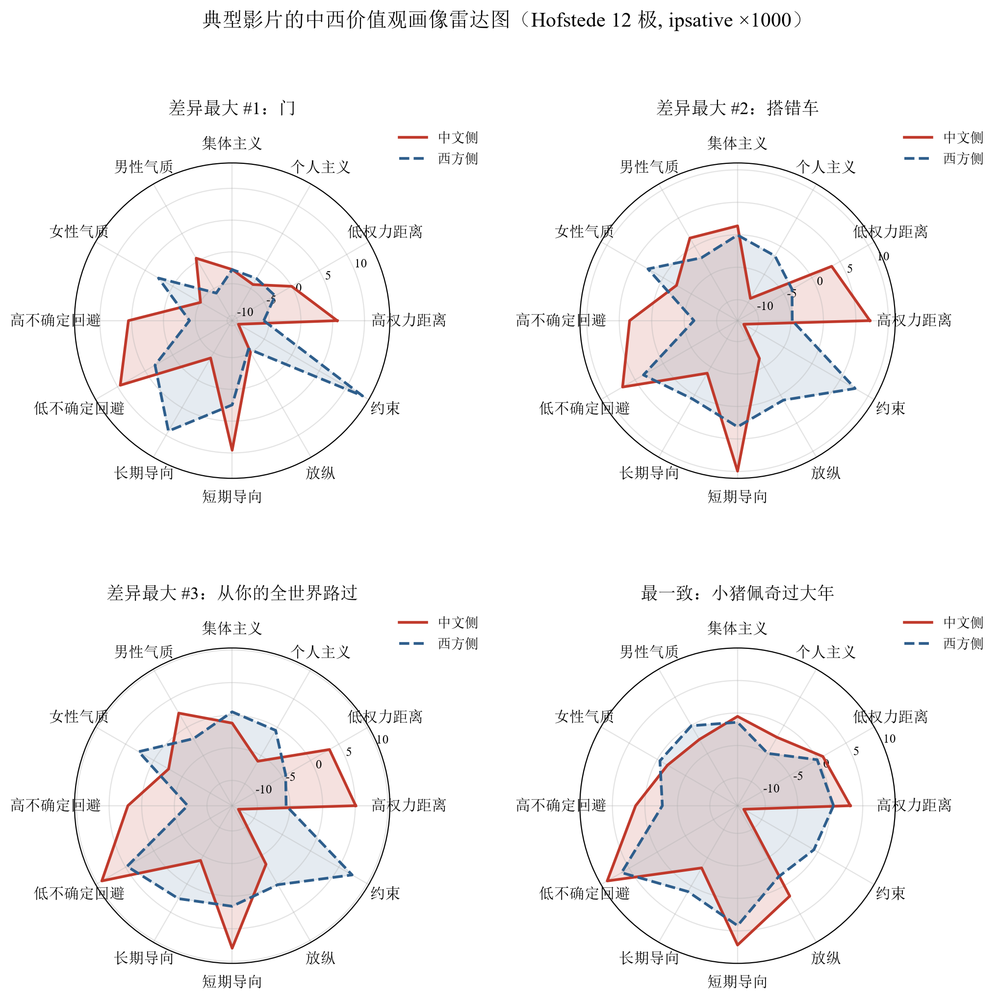 典型影片的中西价值观画像雷达图（Hofstede 12 极, ipsative ×1000）
差异最大 #1：门
中文侧
西方侧
集体主义
男性气质
个人主义
女性气质
低权力距离
10
5
0
-5
-10
高不确定回避
高权力距离
低不确定回避
约束
长期导向
放纵
短期导向
差异最大 #2：搭错车
中文侧
西方侧
集体主义
男性气质
个人主义
女性气质
低权力距离
10
5
0
-5
-10
高不确定回避
高权力距离
低不确定回避
约束
长期导向
放纵
短期导向
差异最大 #3：从你的全世界路过
中文侧
西方侧
集体主义
男性气质
个人主义
女性气质
低权力距离
10
5
0
-5
-10
高不确定回避
高权力距离
低不确定回避
约束
长期导向
放纵
短期导向
最一致：小猪佩奇过大年
中文侧
西方侧
集体主义
男性气质
个人主义
女性气质
低权力距离
10
5
0
-5
-10
高不确定回避
高权力距离
低不确定回避
约束
长期导向
放纵
短期导向